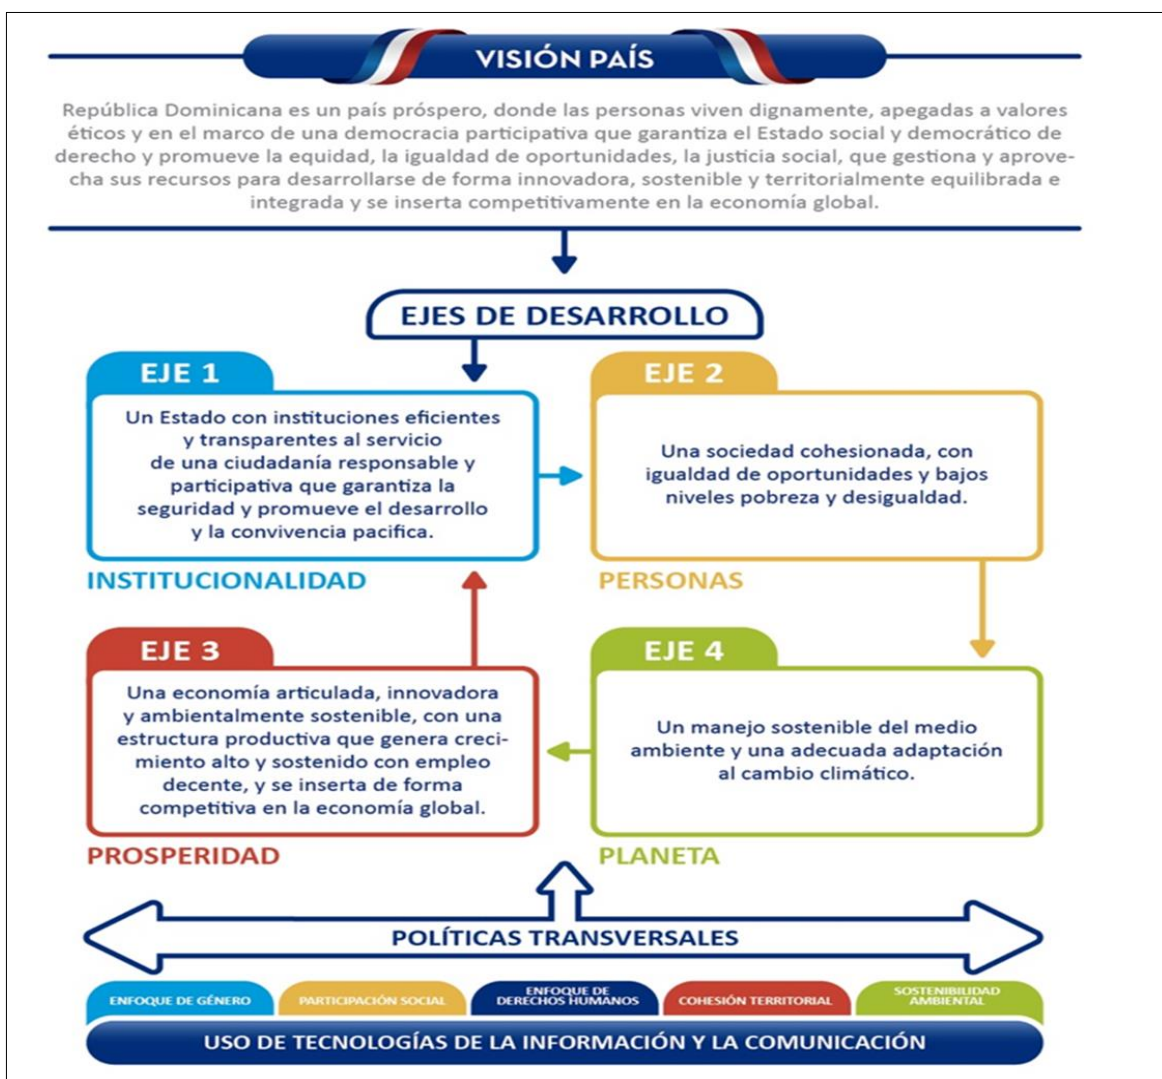 VISIÓN PAÍS
República Dominicana es un país próspero, donde las personas viven dignamente, apegadas a valores
éticos y en el marco de una democracia participativa que garantiza el Estado social y democrático de
derecho y promueve la equidad, la igualdad de oportunidades, la justicia social, que gestiona y aprove-
cha sus recursos para desarrollarse de forma innovadora, sostenible y territorialmente equilibrada e
integrada y se inserta competitivamente en la economía global.
EJES DE DESARROLLO
EJE 1
Un Estado con instituciones eficientes
y transparentes al servicio
de una ciudadanía responsable y
participativa que garantiza la
seguridad y promueve el desarrollo
y la convivencia pacifica.
INSTITUCIONALIDAD
EJE 2
Una sociedad cohesionada, con
igualdad de oportunidades y bajos
niveles pobreza y desigualdad.
PERSONAS
EJE 3
Una economía articulada, innovadora
y ambientalmente sostenible, con una
estructura productiva que genera creci-
miento alto y sostenido con empleo
decente, y se inserta de forma
competitiva en la economía global.
PROSPERIDAD
EJE 4
Un manejo sostenible del medio
ambiente y una adecuada adaptación
al cambio climático.
PLANETA
POLÍTICAS TRANSVERSALES
ENFOQUE DE GÉNERO
PARTICIPACIÓN SOCIAL
ENFOQUE DE
DERECHOS HUMANOS
COHESIÓN TERRITORIAL
SOSTENIBILIDAD
AMBIENTAL
USO DE TECNOLOGÍAS DE LA INFORMACIÓN Y LA COMUNICACIÓN